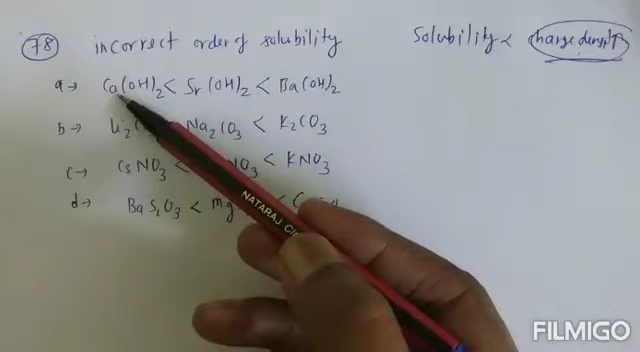 78 incorrect order of solubility
Solubility ∝ charge density
a→ Ca(OH)2 < Sr(OH)2 < Ba(OH)2
b→ Na2CO3 < K2CO3
c→ CsNO3 < NO3 < KNO3
d→ BaS2O3 < mg <
NATARAJ
FILMIGO